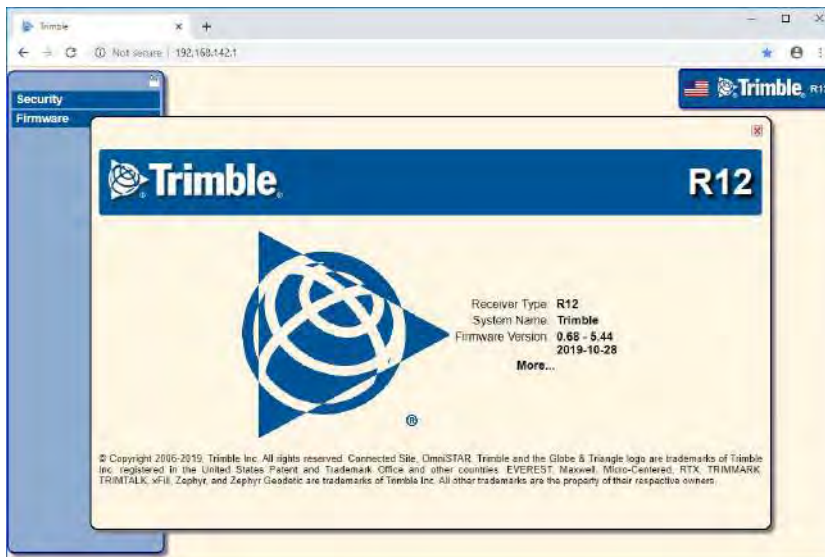 Trimble
Not secure | 192.168.142.1
Security
Firmware
Trimble. R1
Trimble. R12
Receiver Type: R12
System Name: Trimble
Firmware Version: 0.68 - 5.44
2019-10-28
More...
®
© Copyright 2006-2019, Trimble Inc. All rights reserved. Connected Site, OmniSTAR, Trimble and the Globe & Triangle logo are trademarks of Trimble
Inc. registered in the United States Patent and Trademark Office and other countries. EVEREST, Maxwell, Micro-Centered, RTX, TRIMMARK,
TRIMTALK, xFill, Zephyr, and Zephyr Geodetic are trademarks of Trimble Inc. All other trademarks are the property of their respective owners.